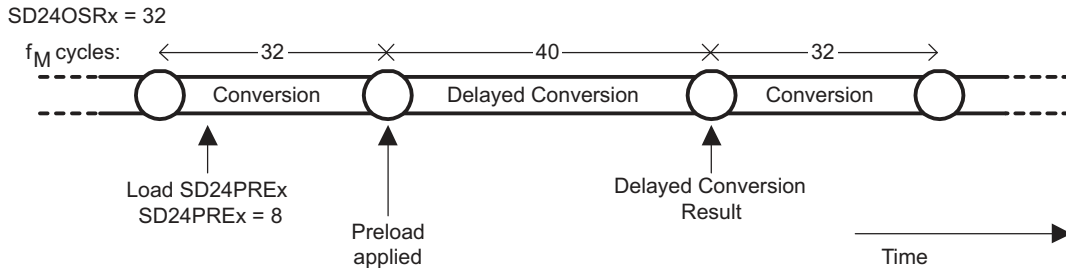 SD24OSRx = 32
fM cycles:
32
40
32
Conversion
Delayed Conversion
Conversion
Load SD24PREx
SD24PREx = 8
Preload
applied
Delayed Conversion
Result
Time